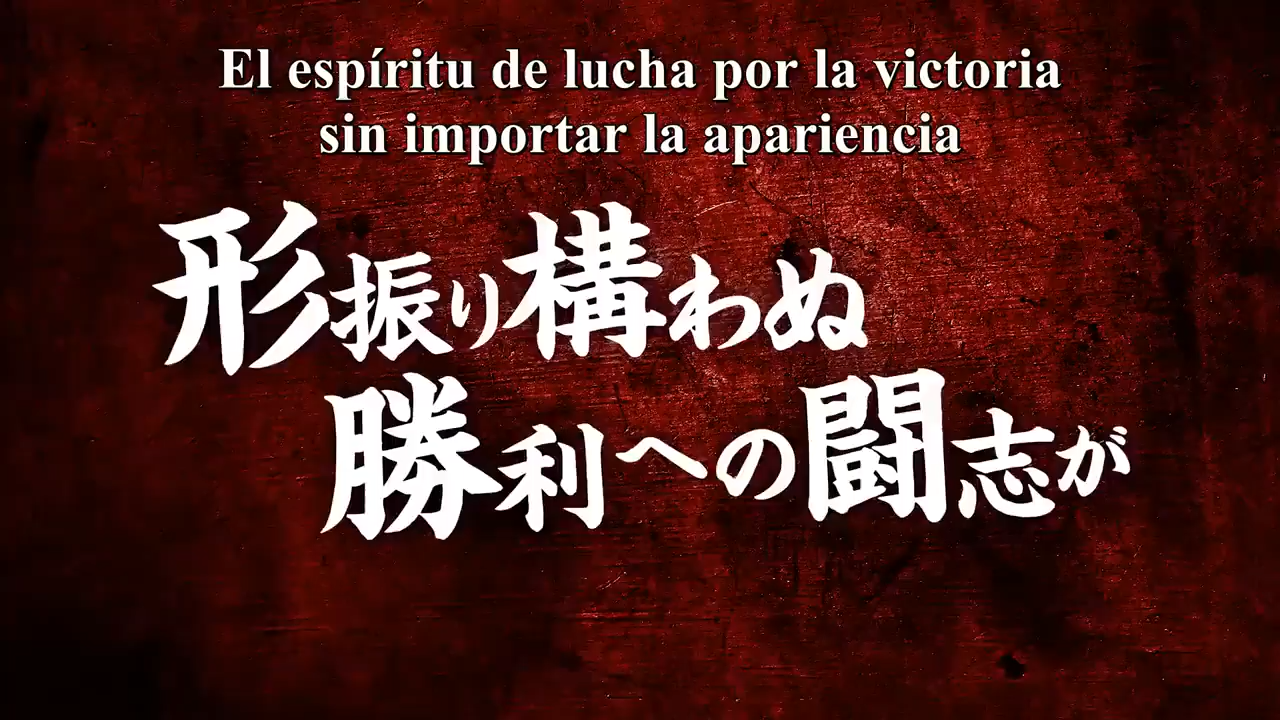 El espíritu de lucha por la victoria
sin importar la apariencia
形振り構わぬ
勝利への闘志が